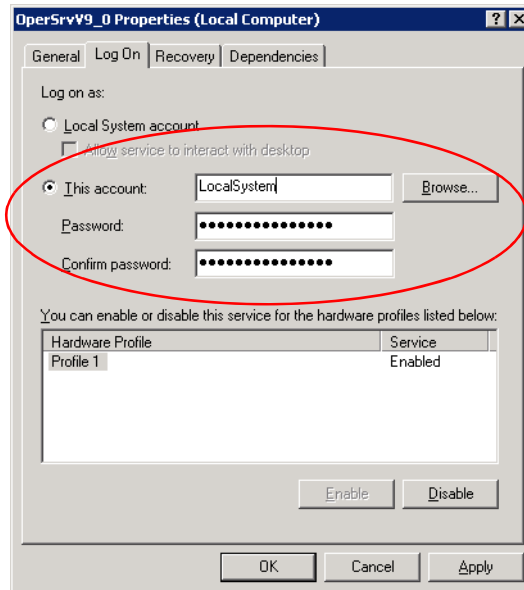 OperSrvV9_0 Properties (Local Computer)
General Log On Recovery Dependencies
Log on as:
Local System account
Allow service to interact with desktop
This account: LocalSystem Browse...
Password: ●●●●●●●●●●●●●●●
Confirm password: ●●●●●●●●●●●●●●●
You can enable or disable this service for the hardware profiles listed below:
Hardware Profile Service
Profile 1 Enabled
Enable Disable
OK Cancel Apply